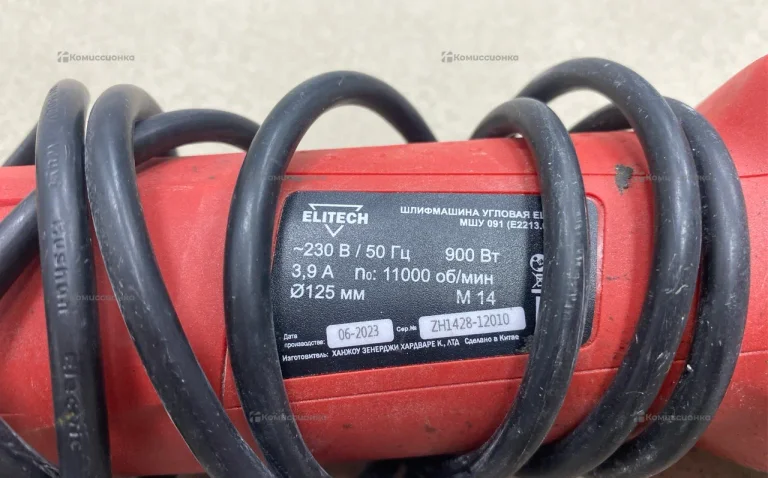 Комиссионка
Комиссионка
ELITECH
ШЛИФМАШИНА УГЛОВАЯ
МШУ 091
~230 В / 50 Гц 900 Вт
3,9 А n₀: 11000 об/мин
Ø125 мм М 14
Дата производства: 06-2023 Сер.№ ZH1428-12010
Изготовитель: ХАНЖОУ ЗЕНЕРДЖИ ХАРДВАРЕ К., ЛТД Сделано в Китае
Комиссионка
Комиссионка